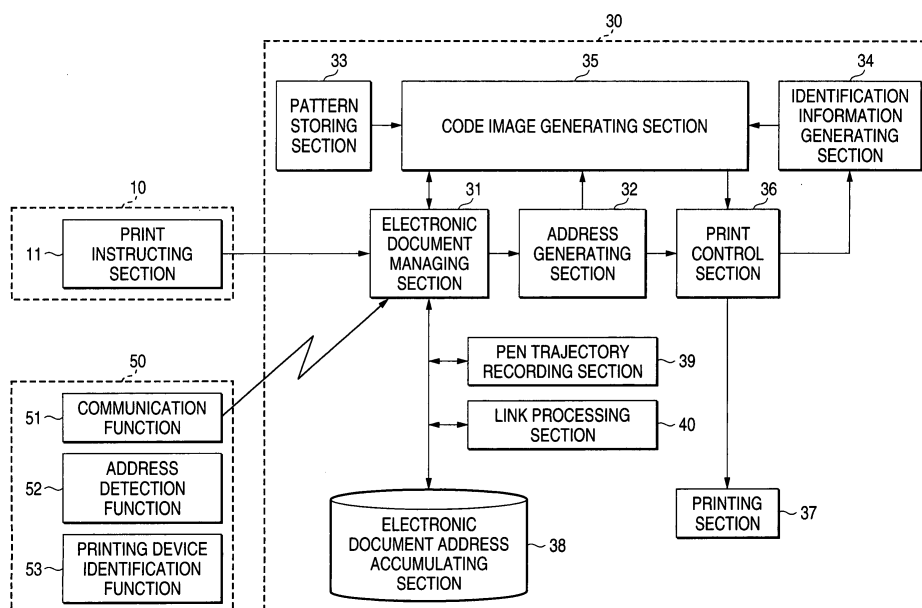 30
33
35
34
PATTERN
STORING
SECTION
CODE IMAGE GENERATING SECTION
IDENTIFICATION
INFORMATION
GENERATING
SECTION
10
31
32
36
11
PRINT
INSTRUCTING
SECTION
ELECTRONIC
DOCUMENT
MANAGING
SECTION
ADDRESS
GENERATING
SECTION
PRINT
CONTROL
SECTION
50
PEN TRAJECTORY
RECORDING SECTION
39
51
COMMUNICATION
FUNCTION
LINK PROCESSING
SECTION
40
52
ADDRESS
DETECTION
FUNCTION
53
PRINTING DEVICE
IDENTIFICATION
FUNCTION
ELECTRONIC
DOCUMENT ADDRESS
ACCUMULATING
SECTION
38
PRINTING
SECTION
37